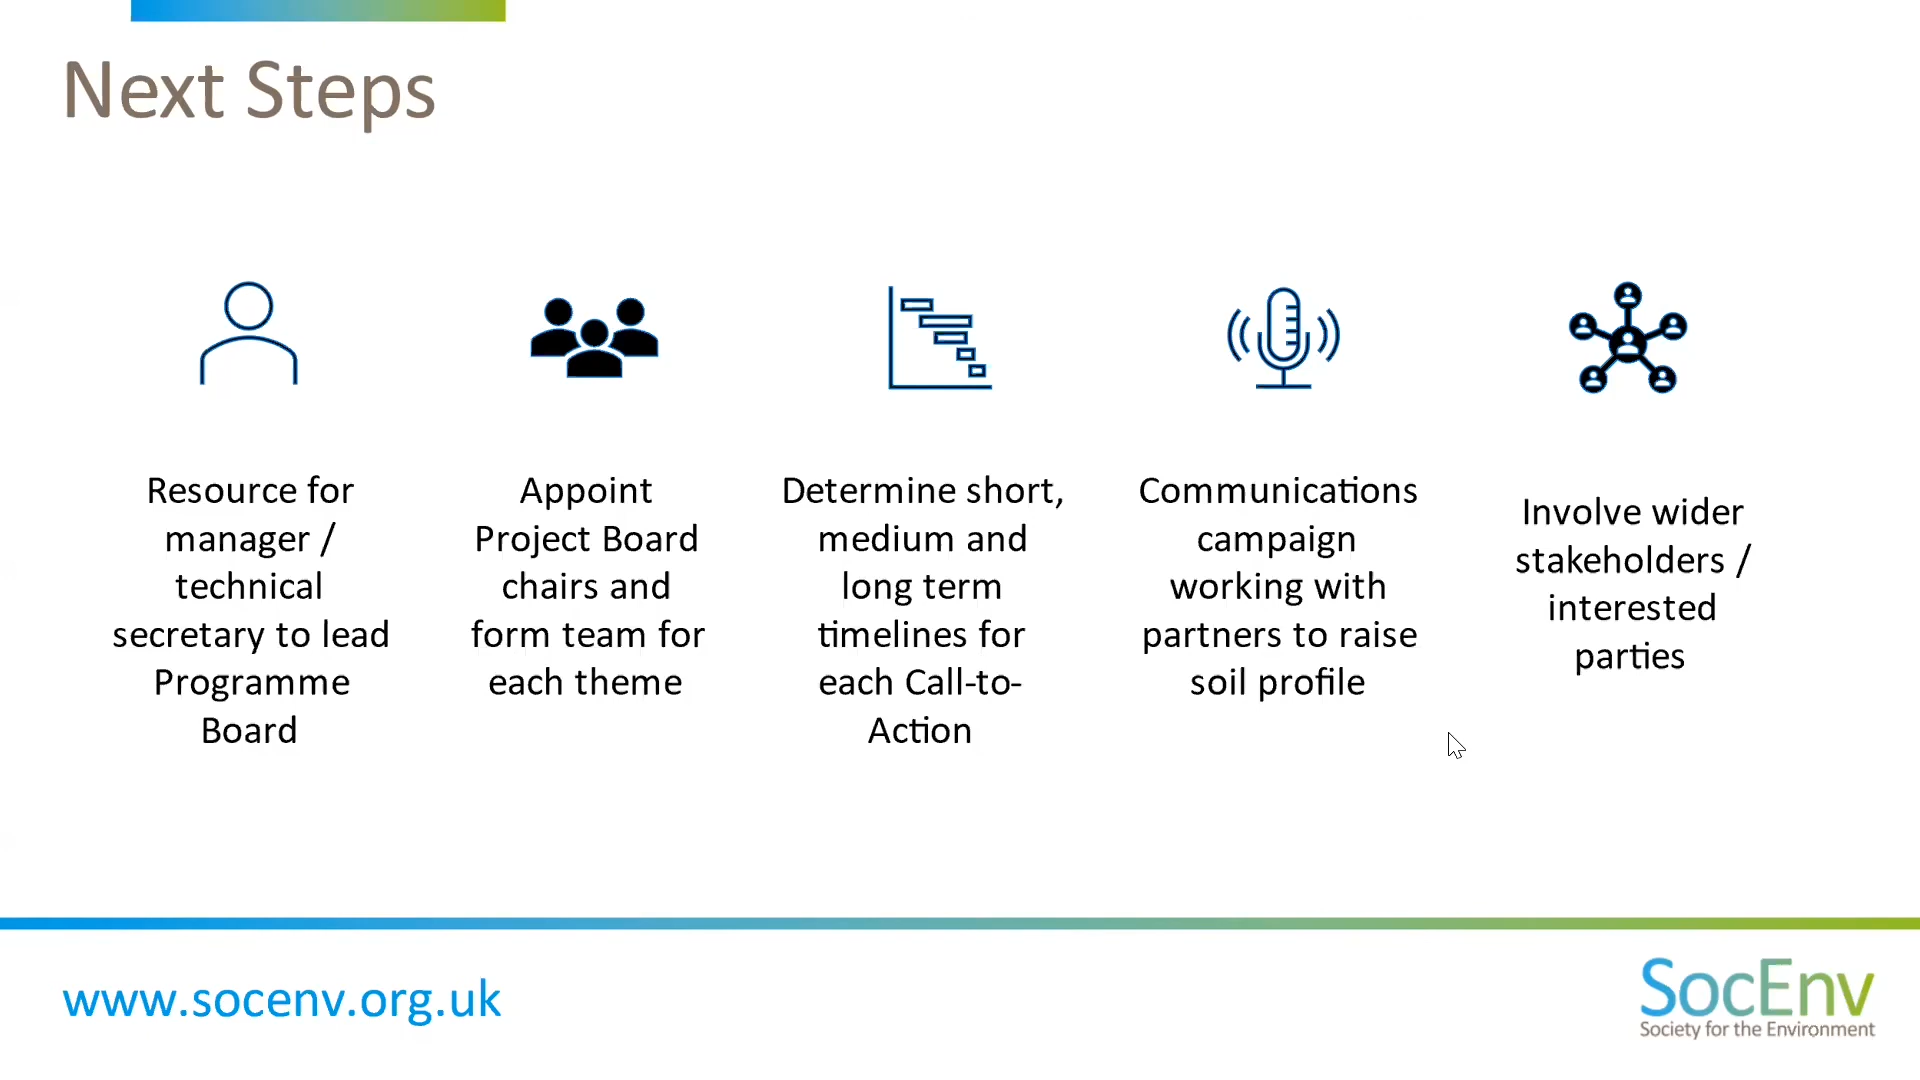 Next Steps
Resource for
manager /
technical
secretary to lead
Programme
Board
Appoint
Project Board
chairs and
form team for
each theme
Determine short,
medium and
long term
timelines for
each Call-to-
Action
Communications
campaign
working with
partners to raise
soil profile
Involve wider
stakeholders /
interested
parties
www.socenv.org.uk
SocEnv
Society for the Environment